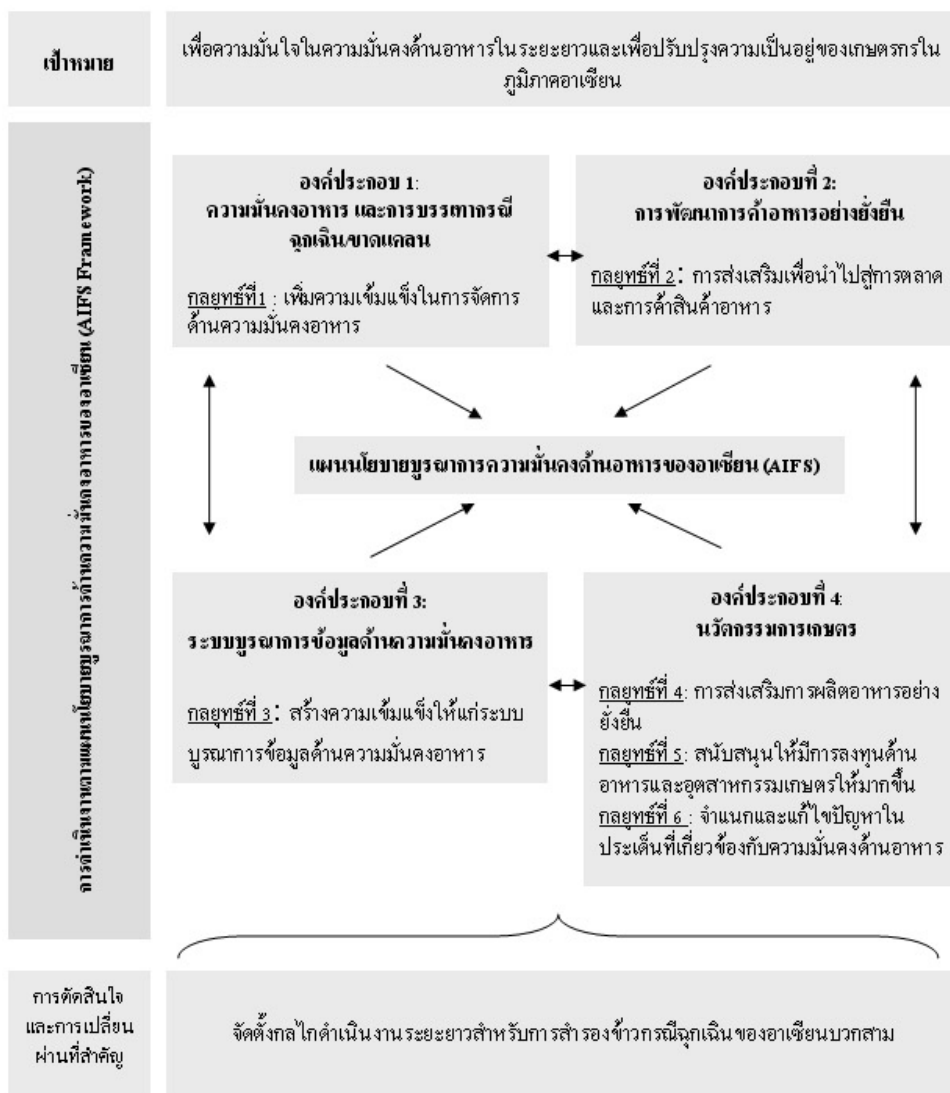 เป้าหมาย
เพื่อความมั่นใจในความมั่นคงด้านอาหารในระยะยาวและเพื่อปรับปรุงความเป็นอยู่ของเกษตรกรใน
ภูมิภาคอาเซียน
การดำเนินงานตามแผนนโยบายบูรณาการด้านความมั่นคงอาหารของอาเซียน (AIFS Framework)
องค์ประกอบ 1:
ความมั่นคงอาหาร และการบรรเทากรณี
ฉุกเฉิน/ขาดแคลน
กลยุทธ์ที่1 : เพิ่มความเข้มแข็งในการจัดการ
ด้านความมั่นคงอาหาร
องค์ประกอบที่ 2:
การพัฒนาการค้าอาหารอย่างยั่งยืน
กลยุทธ์ที่ 2: การส่งเสริมเพื่อนำไปสู่การตลาด
และการค้าสินค้าอาหาร
แผนนโยบายบูรณาการความมั่นคงด้านอาหารของอาเซียน (AIFS)
องค์ประกอบที่ 3:
ระบบบูรณาการข้อมูลด้านความมั่นคงอาหาร
กลยุทธ์ที่ 3: สร้างความเข้มแข็งให้แก่ระบบ
บูรณาการข้อมูลด้านความมั่นคงอาหาร
องค์ประกอบที่ 4:
นวัตกรรมการเกษตร
กลยุทธ์ที่ 4: การส่งเสริมการผลิตอาหารอย่าง
ยั่งยืน
กลยุทธ์ที่ 5: สนับสนุนให้มีการลงทุนด้าน
อาหารและอุตสาหกรรมเกษตรให้มากขึ้น
กลยุทธ์ที่ 6 : จำแนกและแก้ไขปัญหาใน
ประเด็นที่เกี่ยวข้องกับความมั่นคงด้านอาหาร
การตัดสินใจ
และการเปลี่ยน
ผ่านที่สำคัญ
จัดตั้งกลไกดำเนินงานระยะยาวสำหรับการสำรองข้าวกรณีฉุกเฉินของอาเซียนบวกสาม